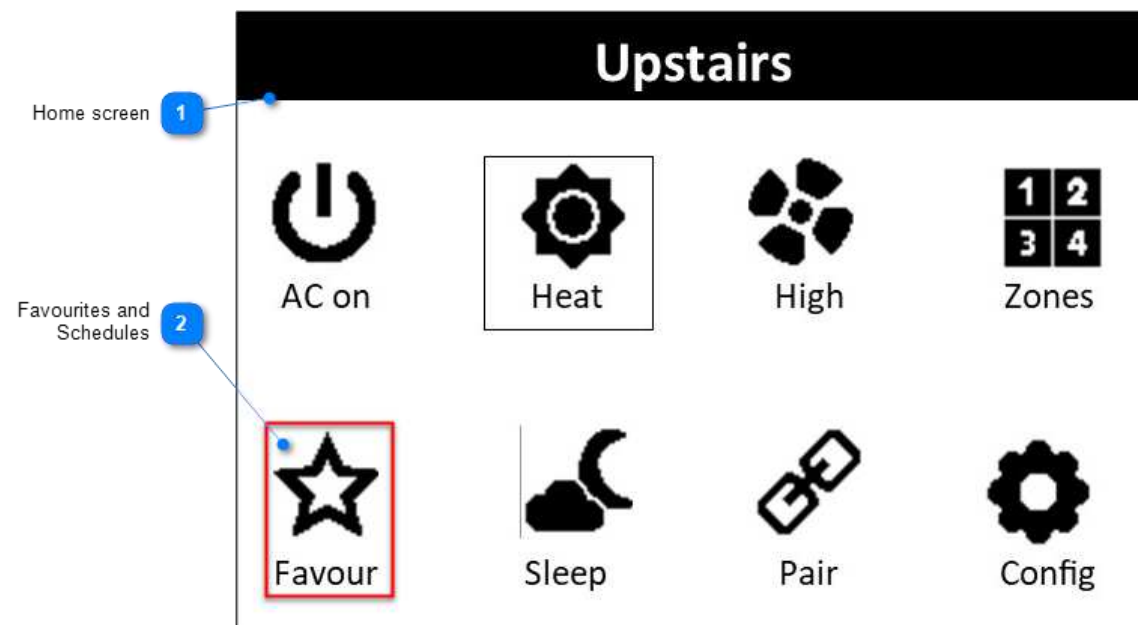 Upstairs
Home screen
1
AC on
Heat
High
1 2
3 4
Zones
Favourites and
Schedules
2
Favour
Sleep
Pair
Config